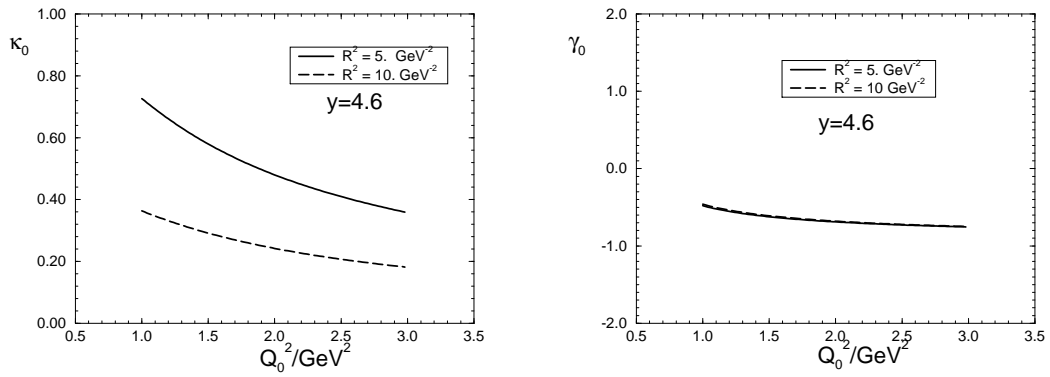 κ₀
1.00
0.80
0.60
0.40
0.20
0.00
R² = 5. GeV⁻²
R² = 10. GeV⁻²
y=4.6
0.5 1.0 1.5 2.0 2.5 3.0 3.5
Q₀²/GeV²
γ₀
2.0
1.0
0.0
-1.0
-2.0
R² = 5. GeV⁻²
R² = 10 GeV⁻²
y=4.6
0.5 1.0 1.5 2.0 2.5 3.0 3.5
Q₀²/GeV²